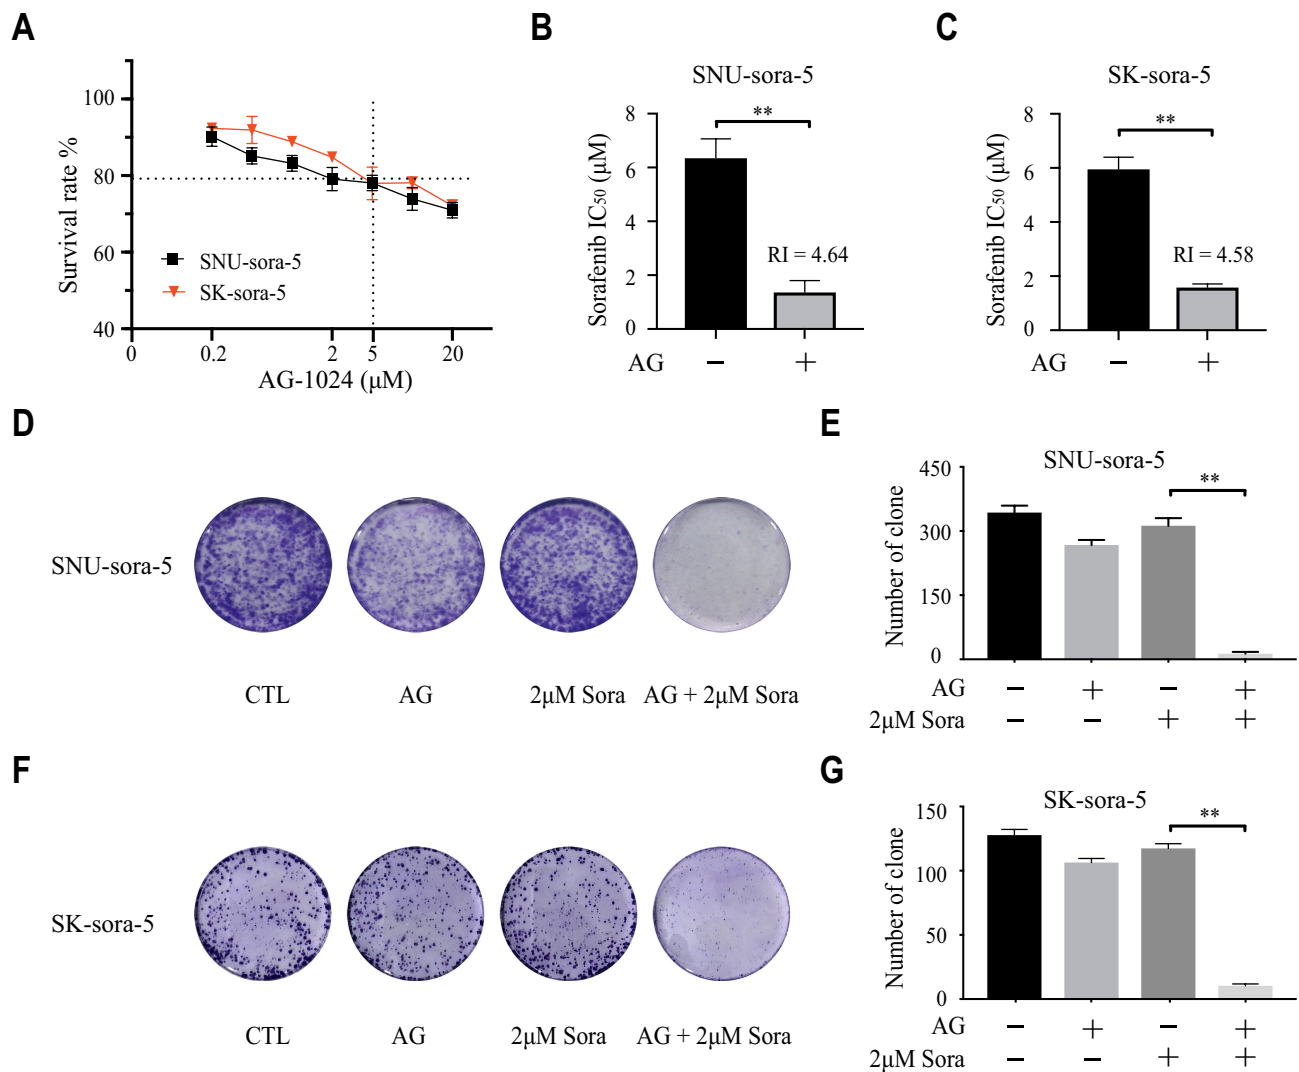 A
Survival rate %
100
80
60
40
SNU-sora-5
SK-sora-5
0 0.2 2 5 20
AG-1024 (μM)
B
SNU-sora-5
Sorafenib IC50 (μM)
8
6
4
2
0
**
RI = 4.64
AG − +
C
SK-sora-5
Sorafenib IC50 (μM)
8
6
4
2
0
**
RI = 4.58
AG − +
D
SNU-sora-5
CTL AG 2μM Sora AG + 2μM Sora
E
SNU-sora-5
Number of clone
450
300
150
0
**
AG − + − +
2μM Sora − − + +
F
SK-sora-5
CTL AG 2μM Sora AG + 2μM Sora
G
SK-sora-5
Number of clone
150
100
50
0
**
AG − + − +
2μM Sora − − + +